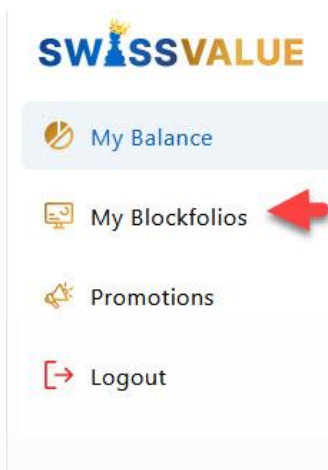 SWISSVALUE
My Balance
My Blockfolios
Promotions
Logout